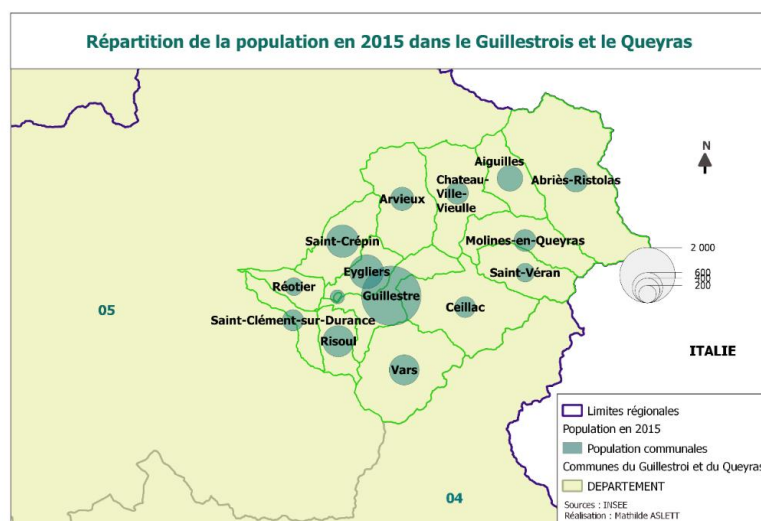 Répartition de la population en 2015 dans le Guillestrois et le Queyras
N
Aiguilles
Chateau-
Ville-
Vieulle
Abriès-Ristolas
Arvieux
Saint-Crépin
Molines-en-Queyras
2 000
Eygliers
Saint-Véran
600
200
Réotier
Guillestre
Ceillac
05
Saint-Clément-sur-Durance
Risoul
ITALIE
Vars
Limites régionales
Population en 2015
Population communales
Communes du Guillestroi et du Queyras
DEPARTEMENT
04
Sources : INSEE
Réalisation : Mathilde ASLETT